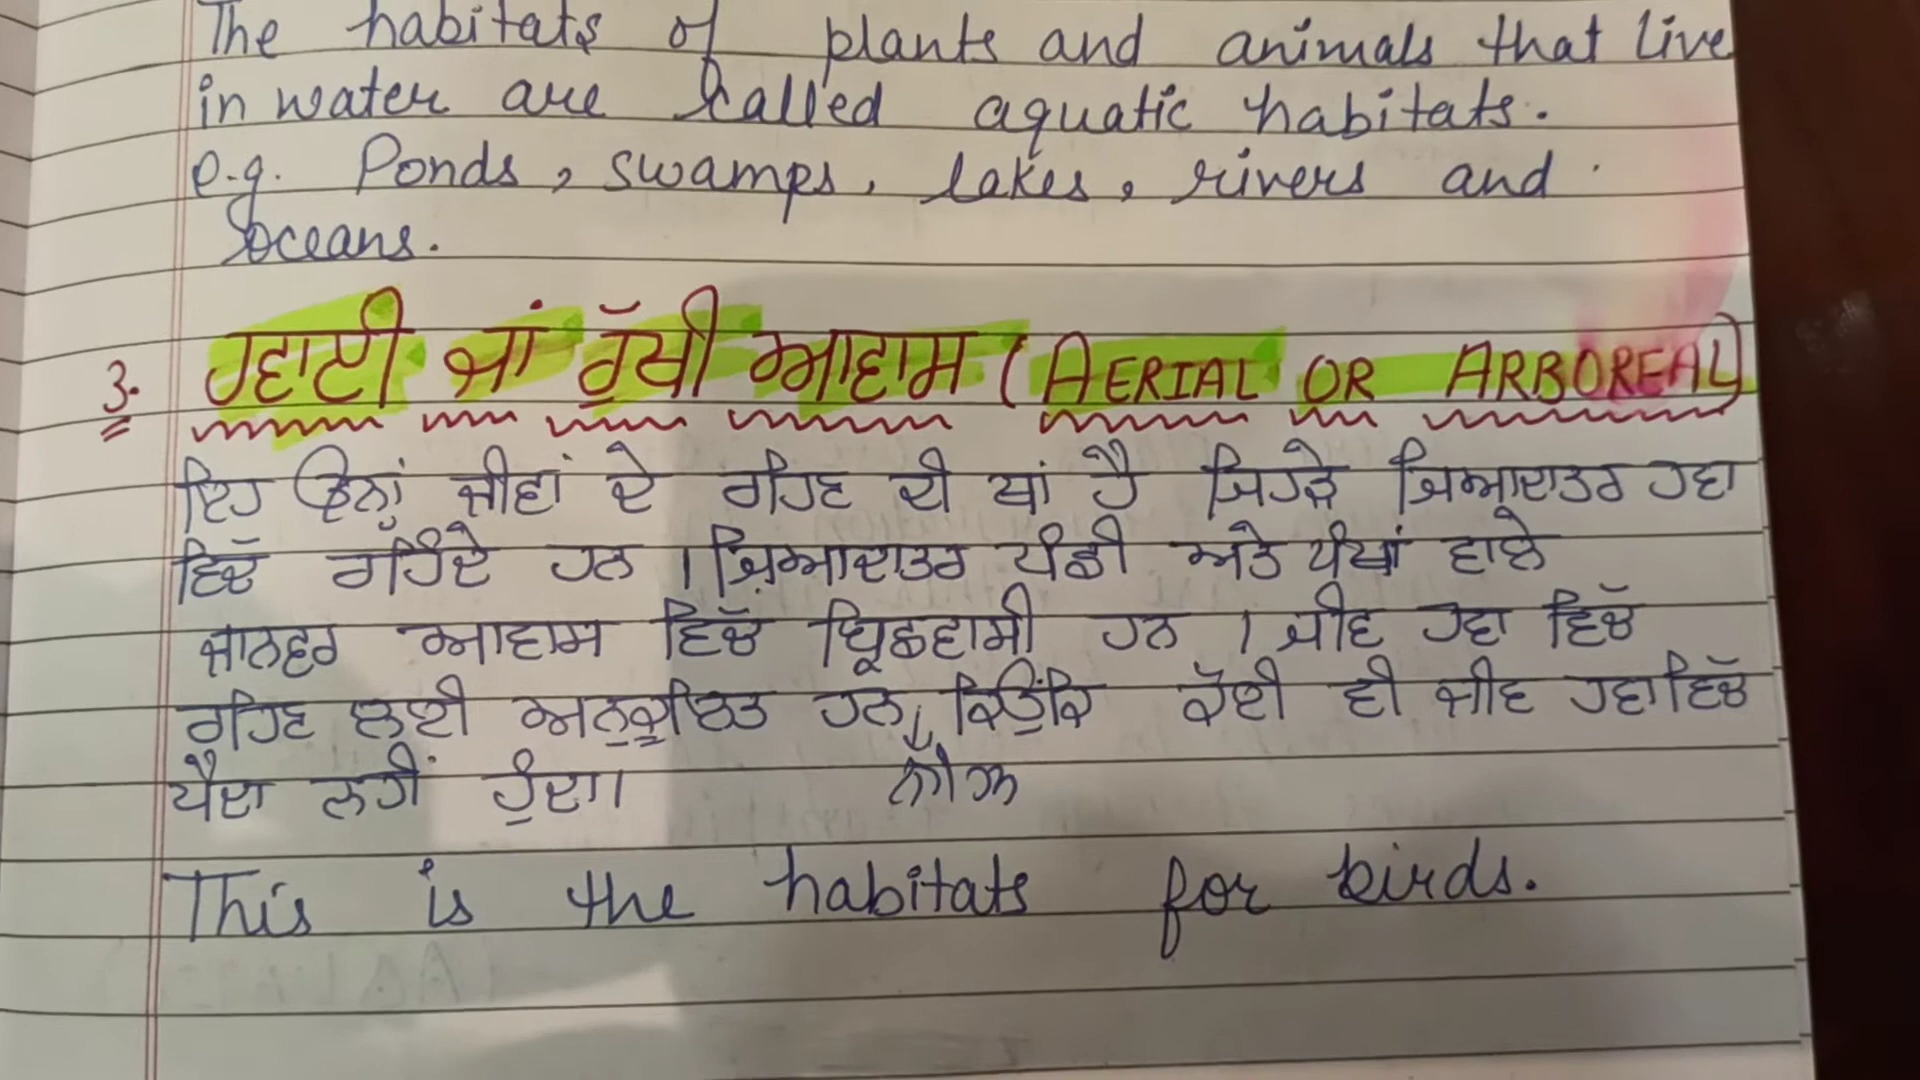 The habitats of plants and animals that live
in water are called aquatic habitats.
e.g. Ponds, swamps, lakes, rivers and
oceans.
3. ਹਵਾਈ ਜਾਂ ਰੁੱਖੀ ਆਵਾਸ (AERIAL OR ARBOREAL)
ਇਹ ਉਨ੍ਹਾਂ ਜੀਵਾਂ ਦੇ ਰਹਿਣ ਦੀ ਥਾਂ ਹੈ ਜਿਹੜੇ ਜ਼ਿਆਦਾਤਰ ਹਵਾ
ਵਿੱਚ ਰਹਿੰਦੇ ਹਨ । ਜ਼ਿਆਦਾਤਰ ਪੰਛੀ ਅਤੇ ਪੰਖਾਂ ਵਾਲੇ
ਜਾਨਵਰ ਆਵਾਸ ਵਿੱਚ ਪ੍ਰਿਥਵਾਸੀ ਹਨ । ਜੀਵ ਹਵਾ ਵਿੱਚ
ਰਹਿਣ ਲਈ ਅਨੁਕੂਲਿਤ ਹਨ, ਕਿਉਂਕਿ ਕੋਈ ਵੀ ਜੀਵ ਹਵਾ ਵਿੱਚ
ਪੈਦਾ ਨਹੀਂ ਹੁੰਦਾ।
This is the habitats for birds.